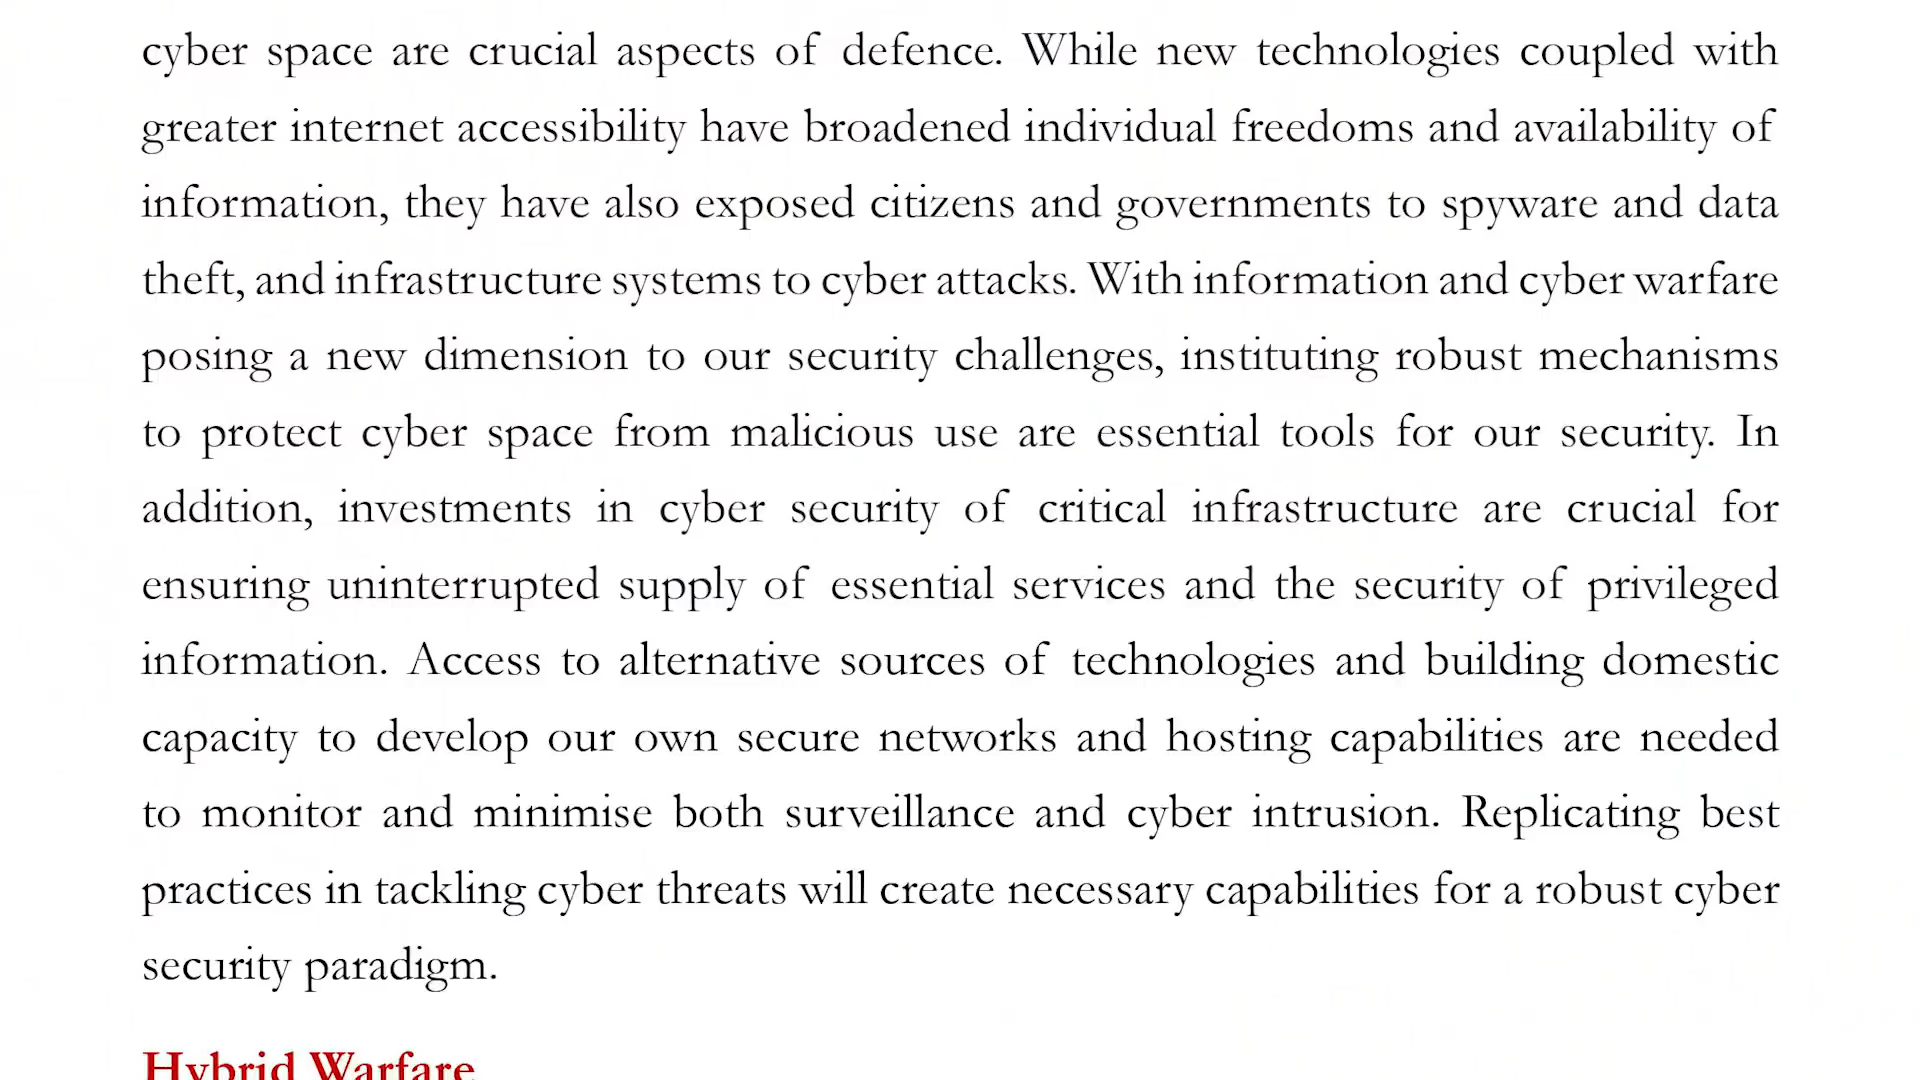 cyber space are crucial aspects of defence. While new technologies coupled with
greater internet accessibility have broadened individual freedoms and availability of
information, they have also exposed citizens and governments to spyware and data
theft, and infrastructure systems to cyber attacks. With information and cyber warfare
posing a new dimension to our security challenges, instituting robust mechanisms
to protect cyber space from malicious use are essential tools for our security. In
addition, investments in cyber security of critical infrastructure are crucial for
ensuring uninterrupted supply of essential services and the security of privileged
information. Access to alternative sources of technologies and building domestic
capacity to develop our own secure networks and hosting capabilities are needed
to monitor and minimise both surveillance and cyber intrusion. Replicating best
practices in tackling cyber threats will create necessary capabilities for a robust cyber
security paradigm.
Hybrid Warfare